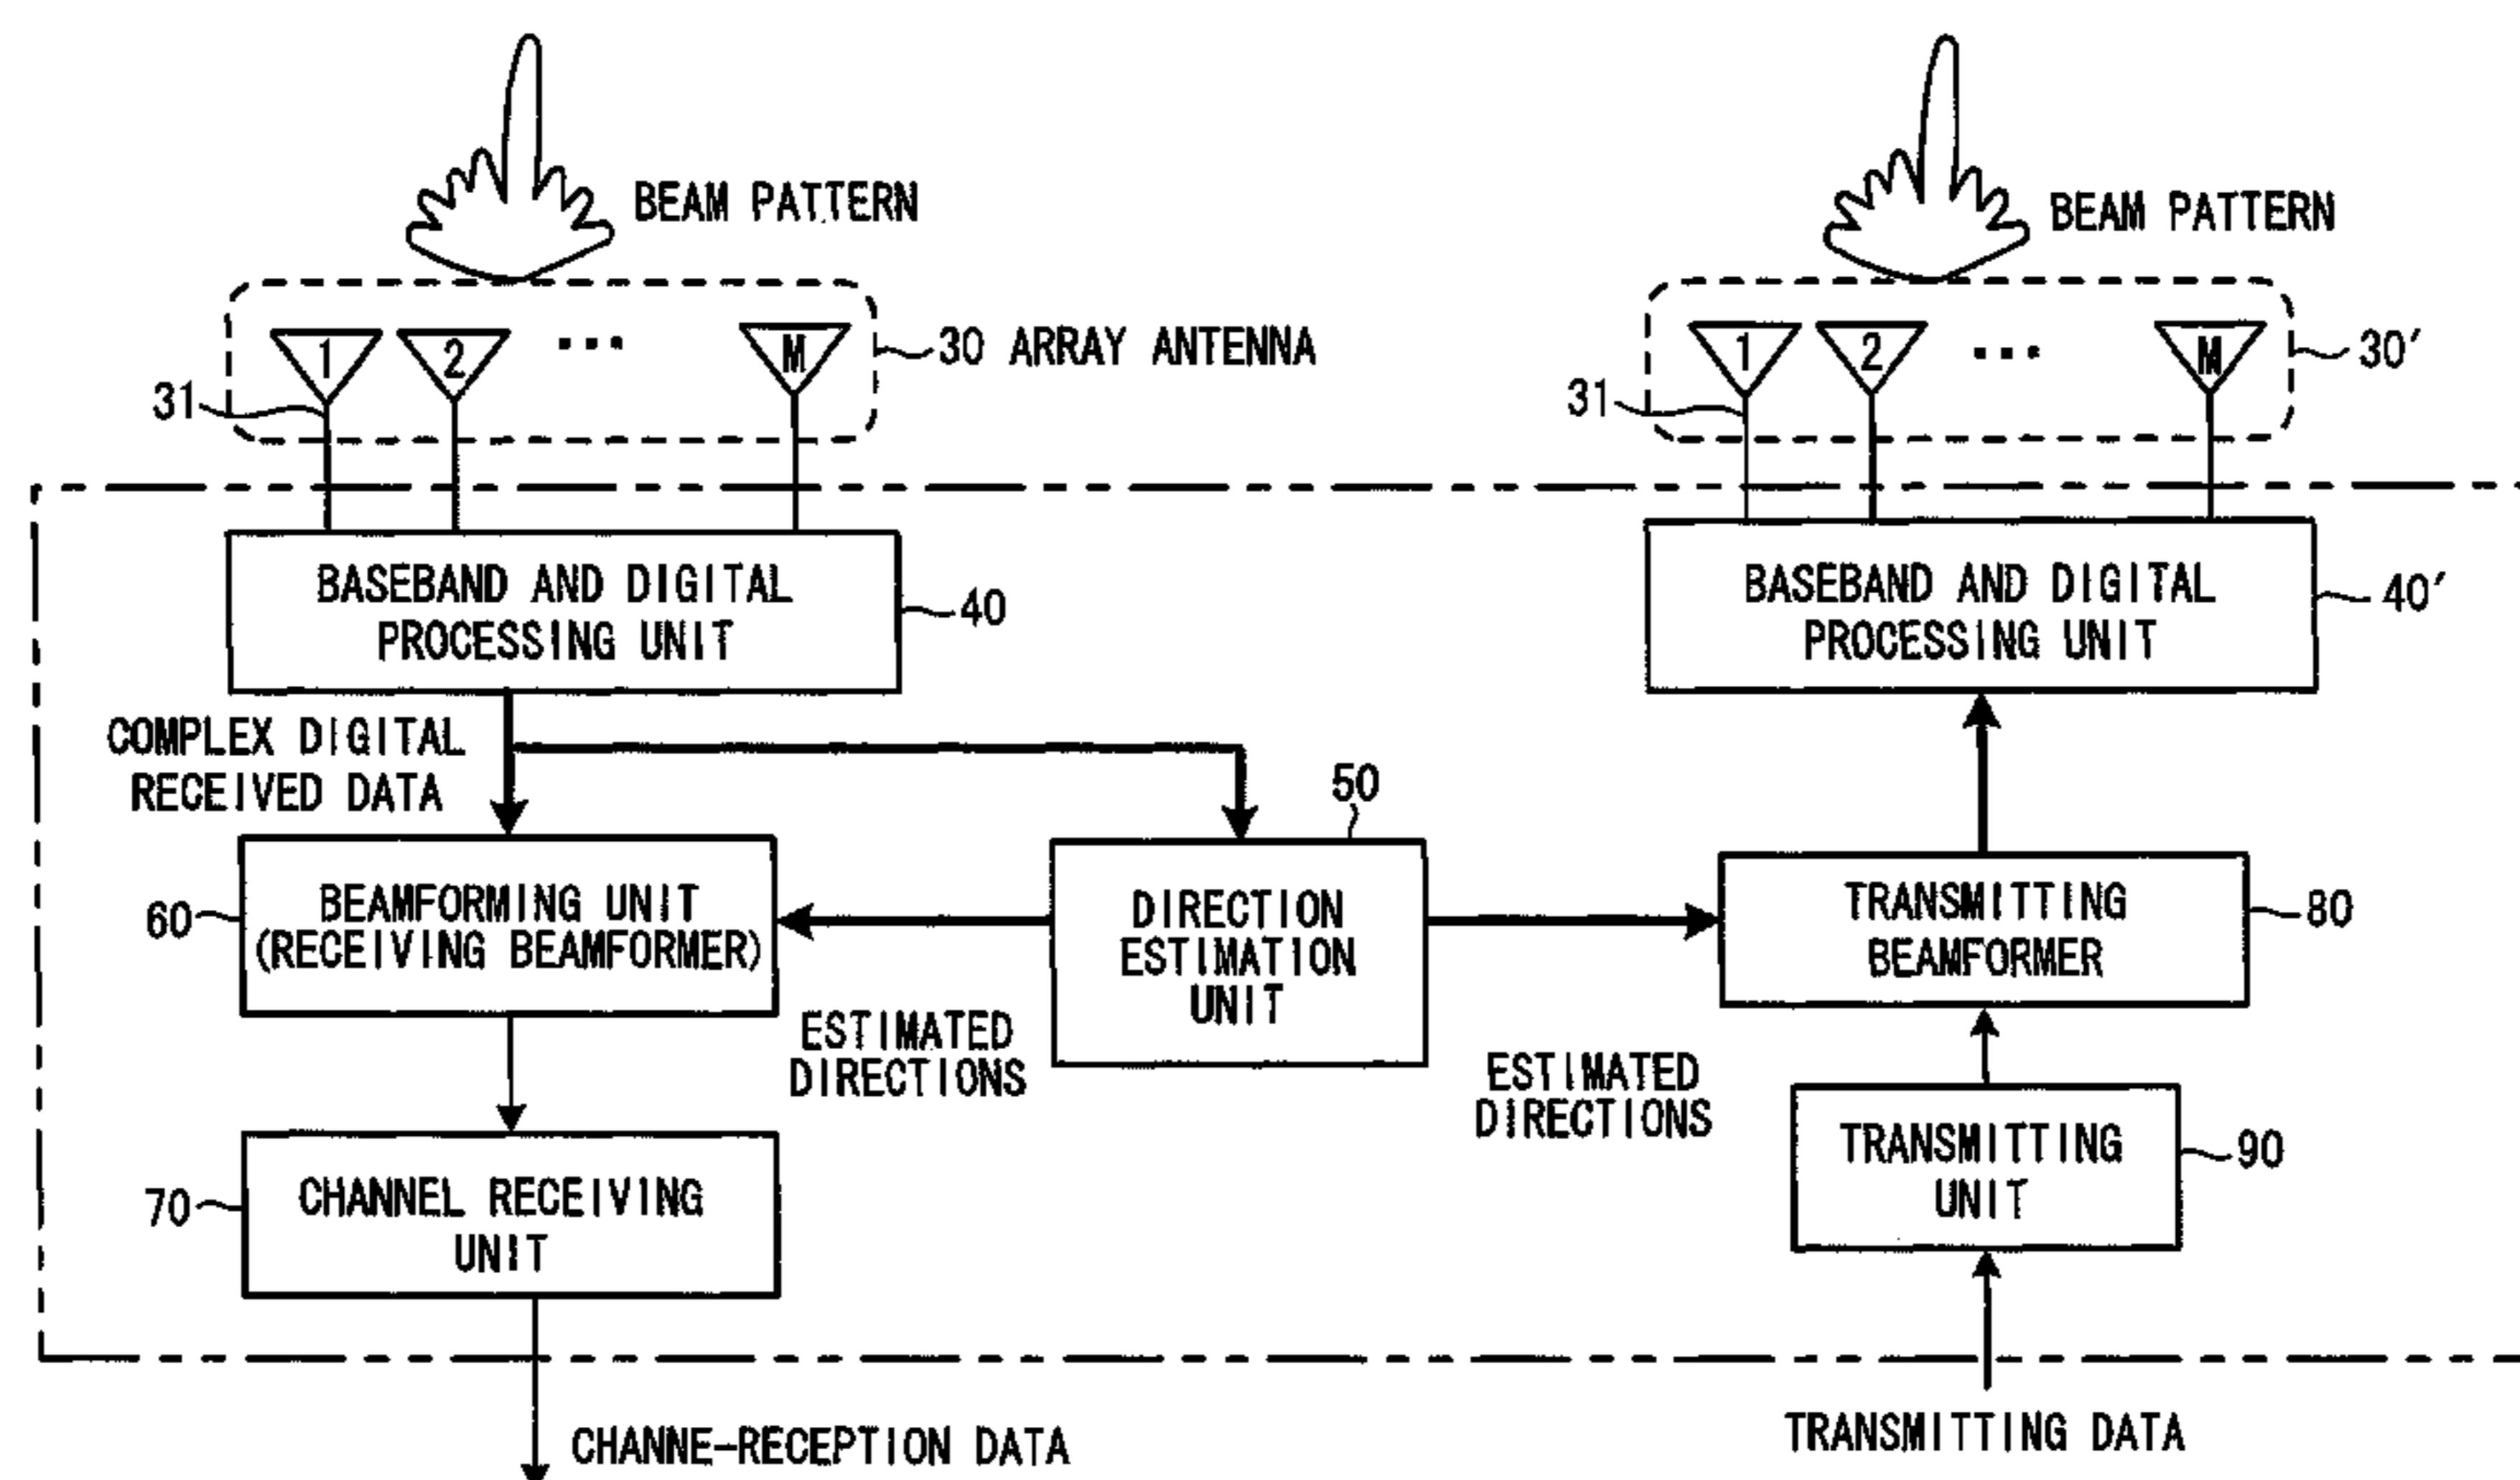 BEAM PATTERN
BEAM PATTERN
1
2
...
M
30 ARRAY ANTENNA
31
1
2
...
M
30′
31
BASEBAND AND DIGITAL
PROCESSING UNIT
40
BASEBAND AND DIGITAL
PROCESSING UNIT
40′
COMPLEX DIGITAL
RECEIVED DATA
50
60
BEAMFORMING UNIT
(RECEIVING BEAMFORMER)
DIRECTION
ESTIMATION
UNIT
TRANSMITTING
BEAMFORMER
80
ESTIMATED
DIRECTIONS
ESTIMATED
DIRECTIONS
70
CHANNEL RECEIVING
UNIT
TRANSMITTING
UNIT
90
CHANNE-RECEPTION DATA
TRANSMITTING DATA